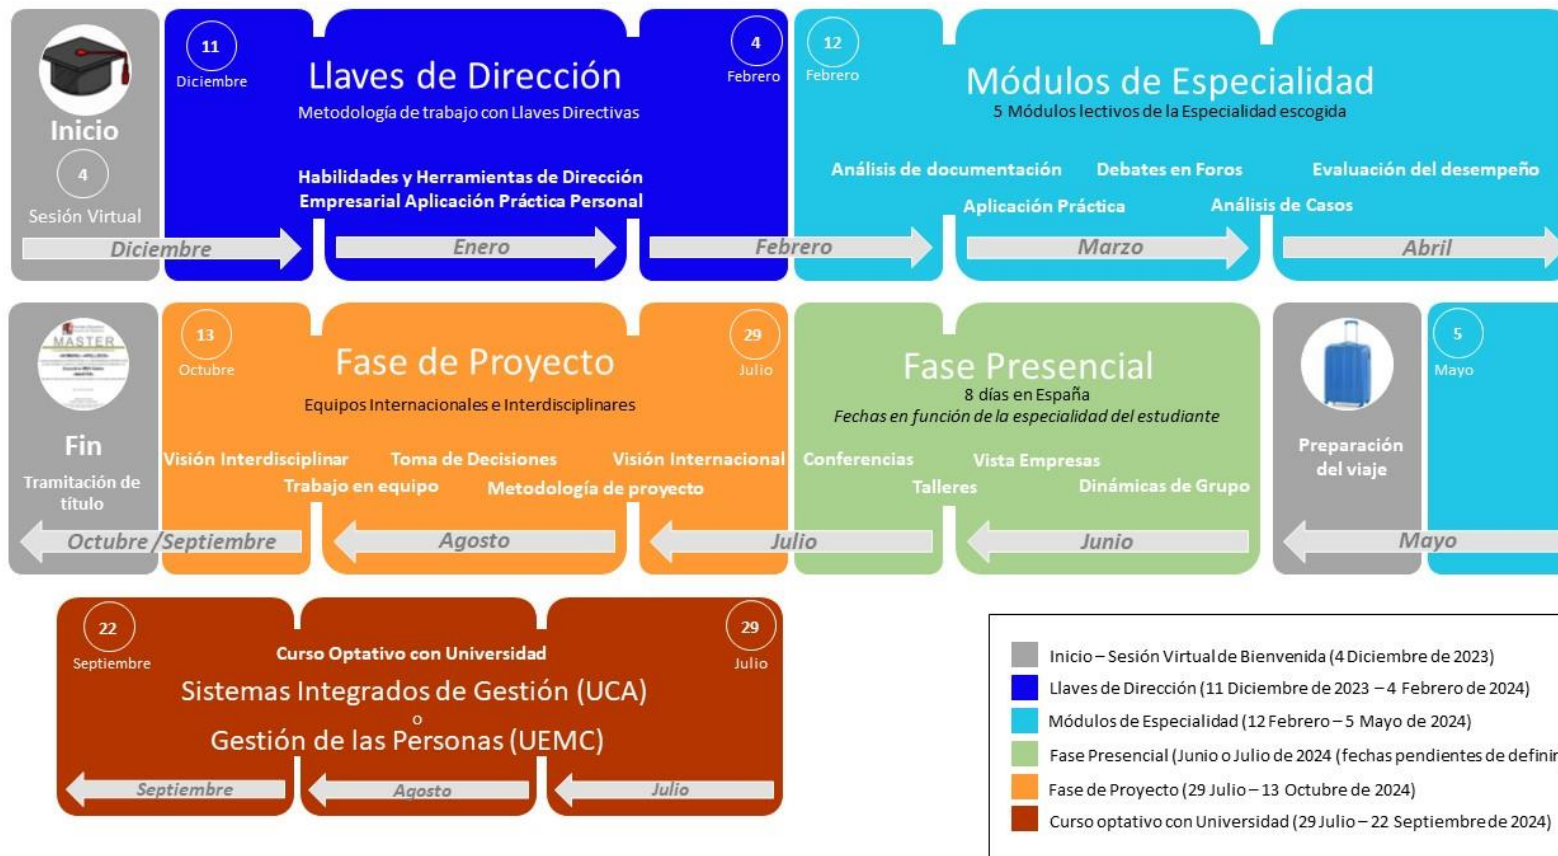 Inicio
4
Sesión Virtual
11
Diciembre
Llaves de Dirección
Metodología de trabajo con Llaves Directivas
Habilidades y Herramientas de Dirección
Empresarial Aplicación Práctica Personal
4
Febrero
12
Febrero
Módulos de Especialidad
5 Módulos lectivos de la Especialidad escogida
Análisis de documentación
Debates en Foros
Evaluación del desempeño
Aplicación Práctica
Análisis de Casos
Diciembre
Enero
Febrero
Marzo
Abril
MASTER
Fin
Tramitación de
título
13
Octubre
Fase de Proyecto
Equipos Internacionales e Interdisciplinares
29
Julio
Visión Interdisciplinar
Toma de Decisiones
Visión Internacional
Trabajo en equipo
Metodología de proyecto
Fase Presencial
8 días en España
Fechas en función de la especialidad del estudiante
Conferencias
Vista Empresas
Talleres
Dinámicas de Grupo
Preparación
del viaje
5
Mayo
Octubre /Septiembre
Agosto
Julio
Junio
Mayo
22
Septiembre
Curso Optativo con Universidad
29
Julio
Sistemas Integrados de Gestión (UCA)
o
Gestión de las Personas (UEMC)
Septiembre
Agosto
Julio
Inicio – Sesión Virtual de Bienvenida (4 Diciembre de 2023)
Llaves de Dirección (11 Diciembre de 2023 – 4 Febrero de 2024)
Módulos de Especialidad (12 Febrero – 5 Mayo de 2024)
Fase Presencial (Junio o Julio de 2024 (fechas pendientes de definir
Fase de Proyecto (29 Julio – 13 Octubre de 2024)
Curso optativo con Universidad (29 Julio – 22 Septiembre de 2024)